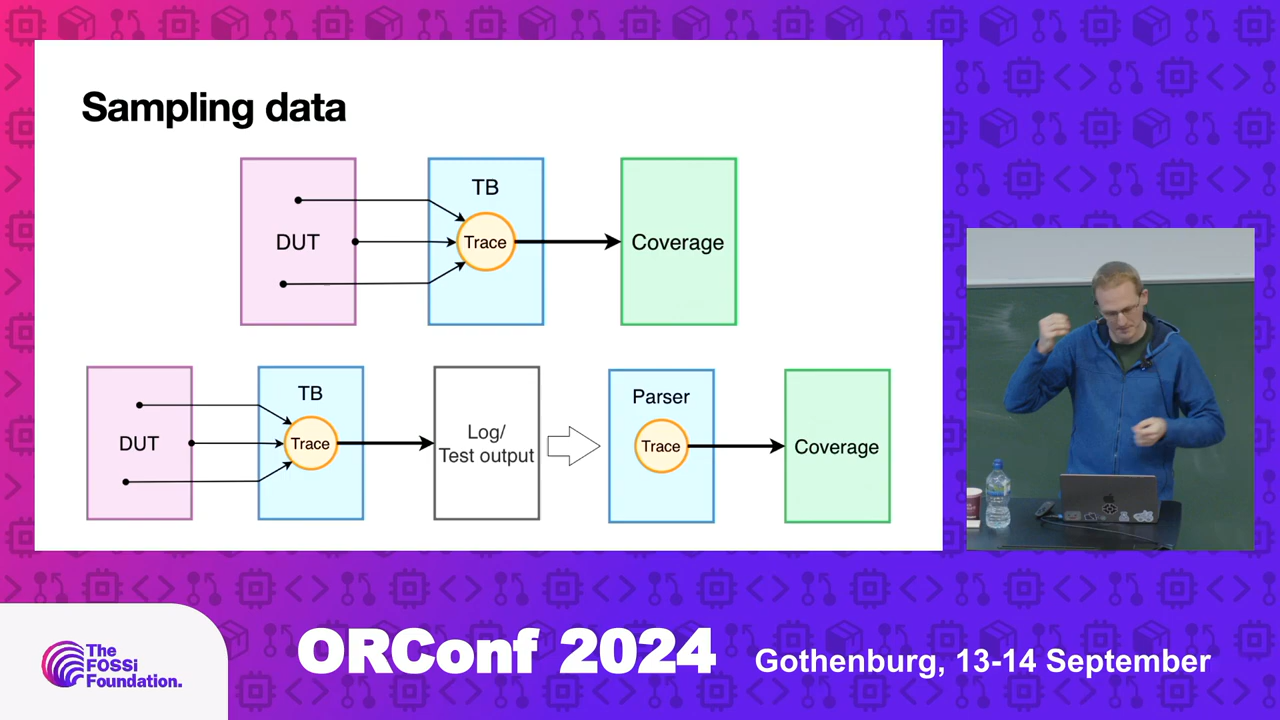 Sampling data
DUT
TB
Trace
Coverage
DUT
TB
Trace
Log/
Test output
Parser
Trace
Coverage
The
FOSSi
Foundation.
ORConf 2024
Gothenburg, 13-14 September